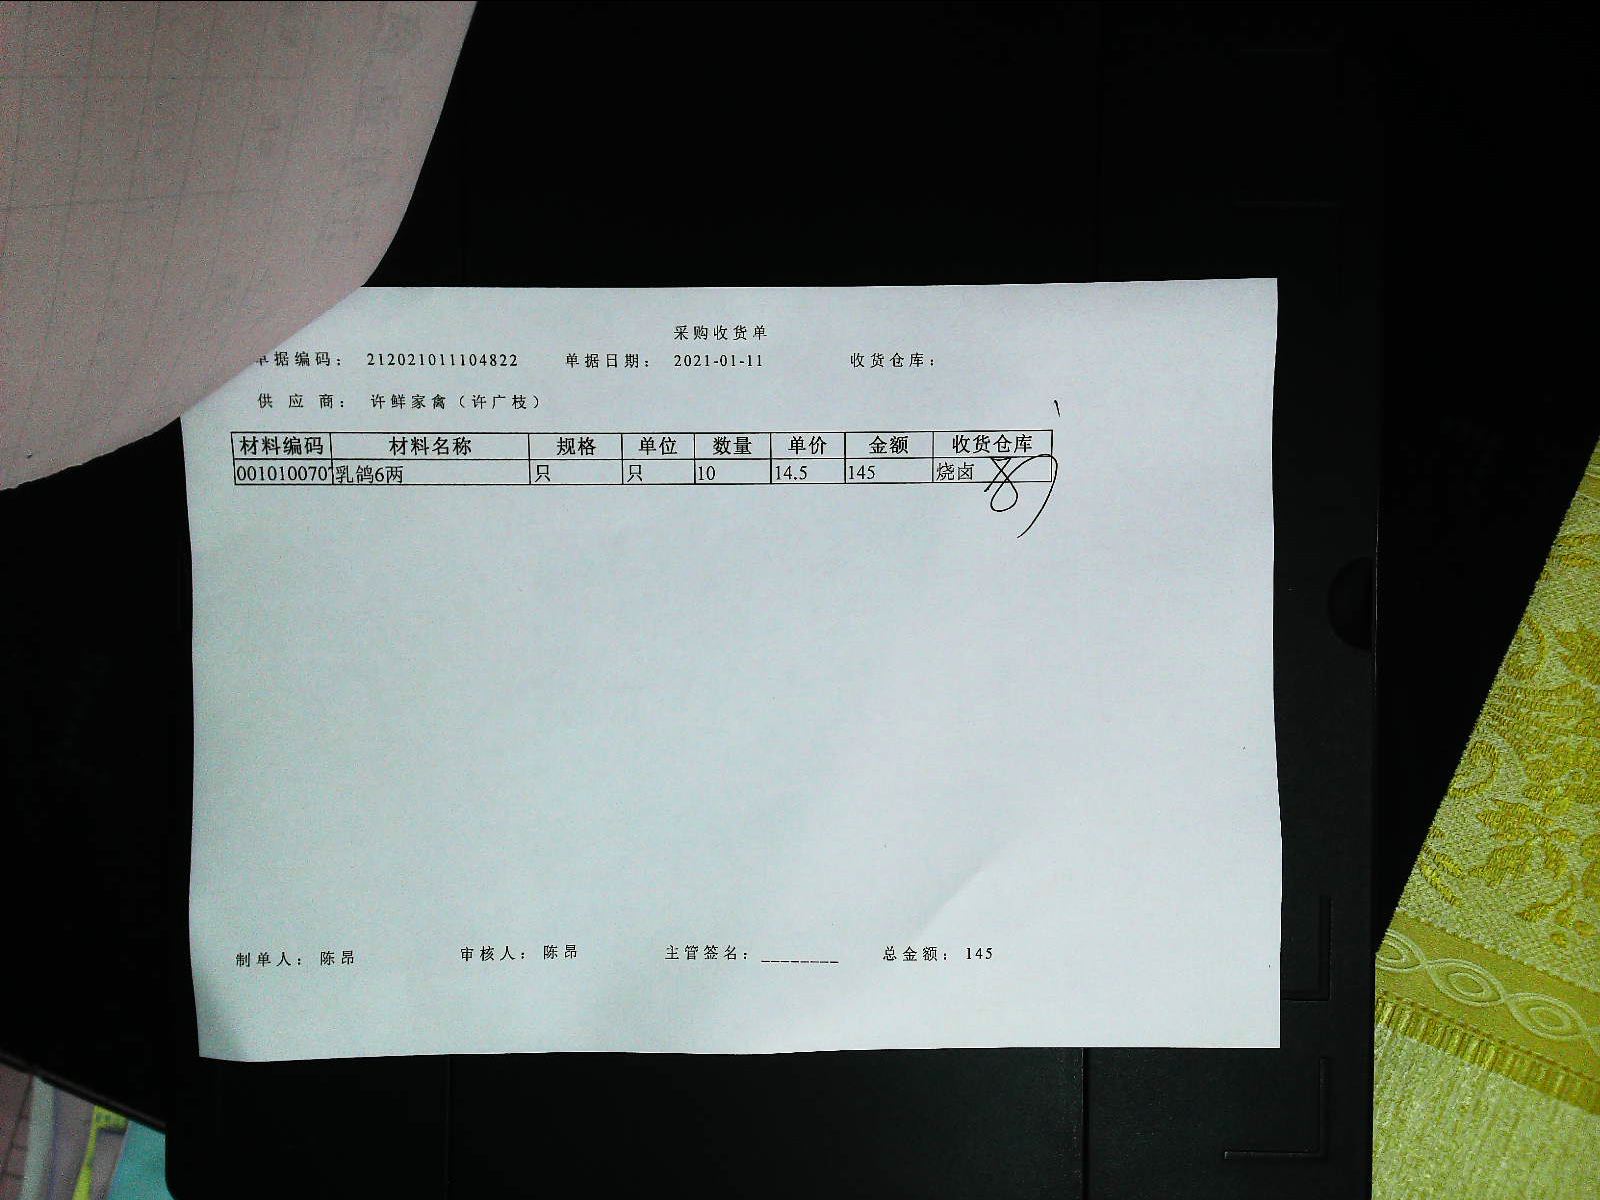 采购收货单
单据编码： 212021011104822 单据日期： 2021-01-11 收货仓库：
供 应 商： 许鲜家禽（许广枝）
材料编码 材料名称 规格 单位 数量 单价 金额 收货仓库
001010070 乳鸽6两 只 只 10 14.5 145 烧卤
制单人： 陈昂 审核人： 陈昂 主管签名：________ 总金额： 145